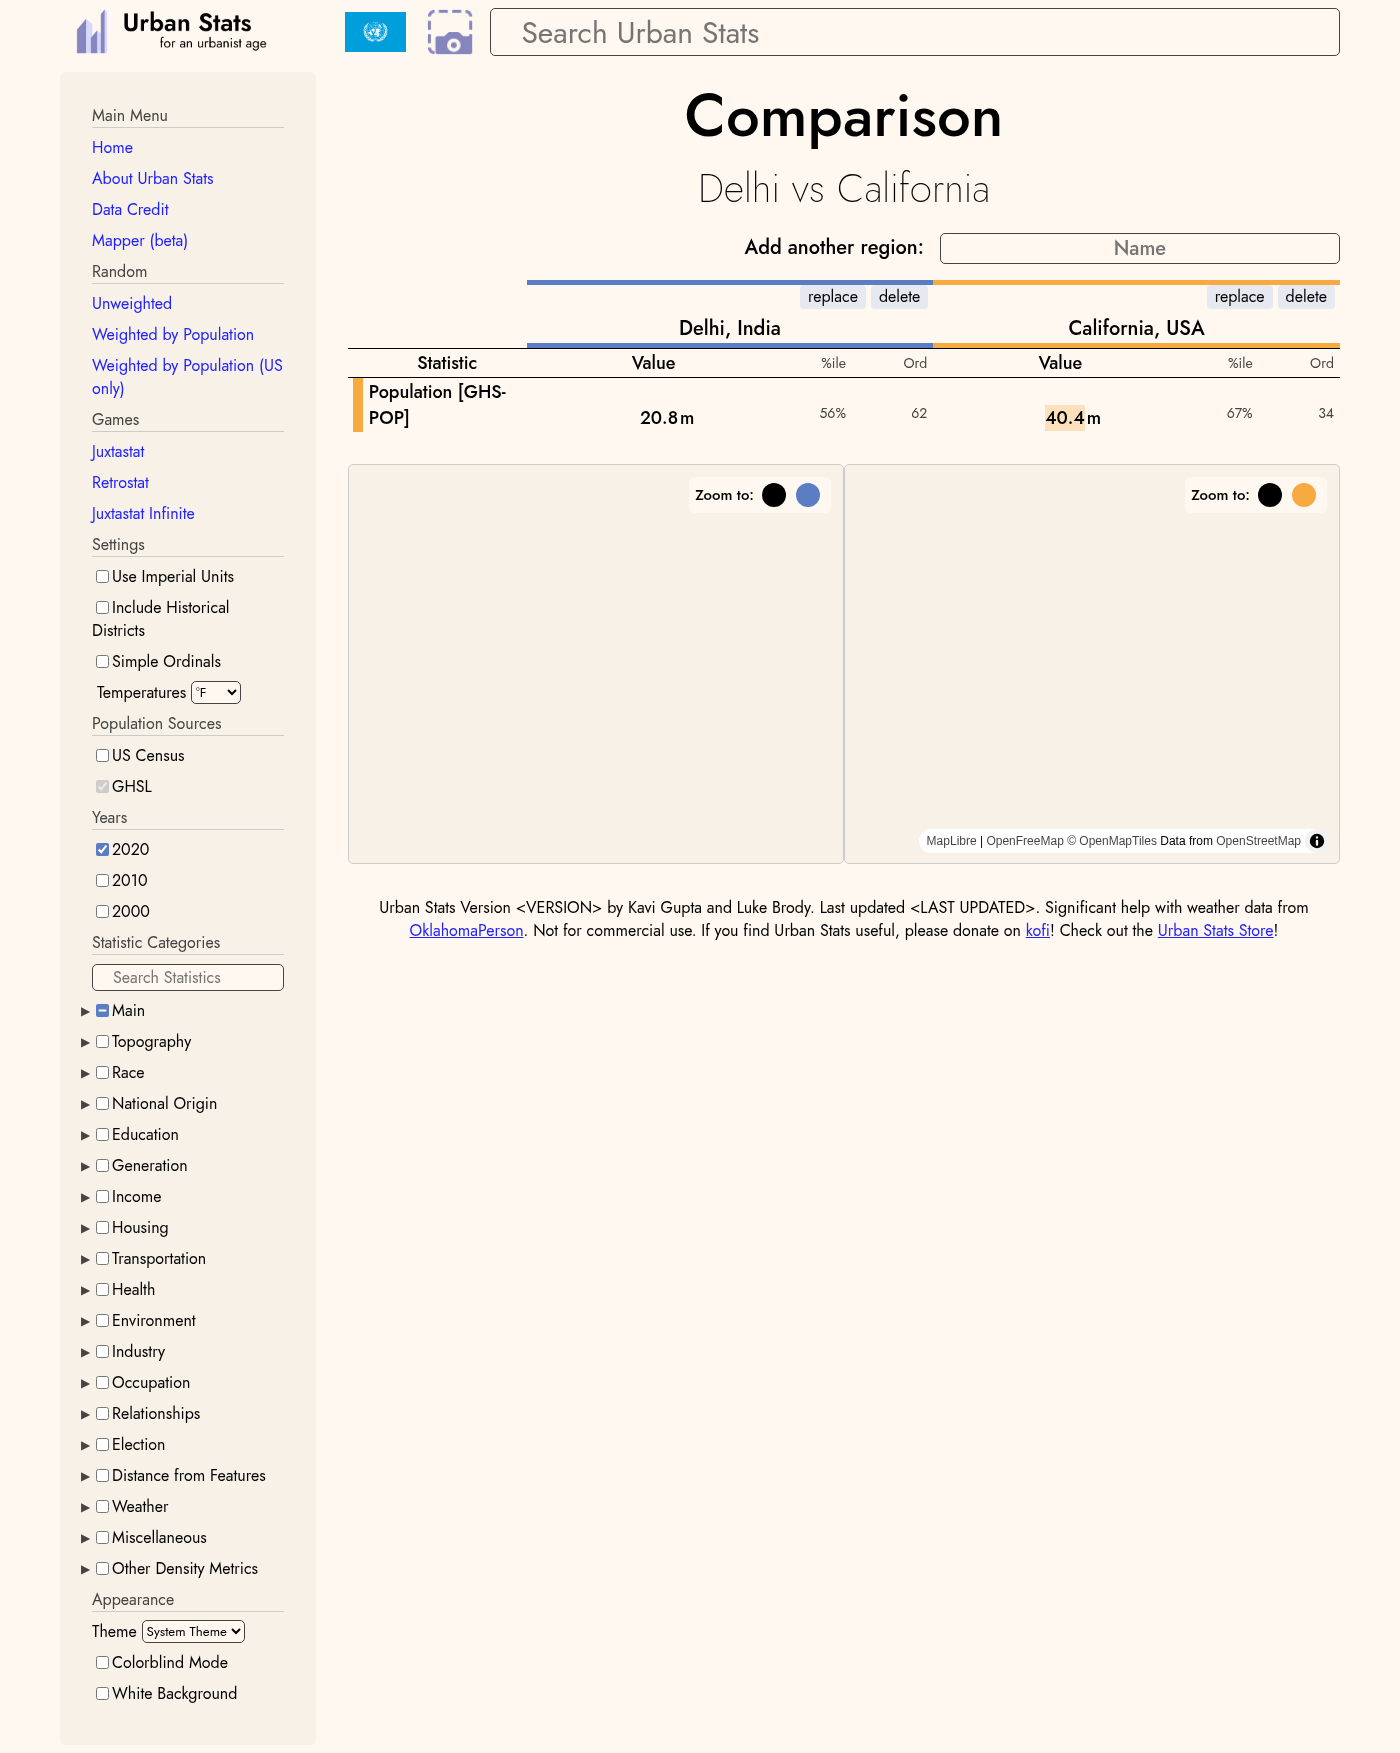 Urban Stats
for an urbanist age
Search Urban Stats
Main Menu
Home
About Urban Stats
Data Credit
Mapper (beta)
Random
Unweighted
Weighted by Population
Weighted by Population (US
only)
Games
Juxtastat
Retrostat
Juxtastat Infinite
Settings
Use Imperial Units
Include Historical
Districts
Simple Ordinals
Temperatures °F
Population Sources
US Census
GHSL
Years
2020
2010
2000
Statistic Categories
Search Statistics
Main
Topography
Race
National Origin
Education
Generation
Income
Housing
Transportation
Health
Environment
Industry
Occupation
Relationships
Election
Distance from Features
Weather
Miscellaneous
Other Density Metrics
Appearance
Theme System Theme
Colorblind Mode
White Background
Comparison
Delhi vs California
Add another region: Name
replace delete replace delete
Delhi, India California, USA
Statistic Value %ile Ord Value %ile Ord
Population [GHS-
POP] 20.8m 56% 62 40.4m 67% 34
Zoom to: Zoom to:
MapLibre | OpenFreeMap © OpenMapTiles Data from OpenStreetMap
Urban Stats Version <VERSION> by Kavi Gupta and Luke Brody. Last updated <LAST UPDATED>. Significant help with weather data from
OklahomaPerson. Not for commercial use. If you find Urban Stats useful, please donate on kofi! Check out the Urban Stats Store!